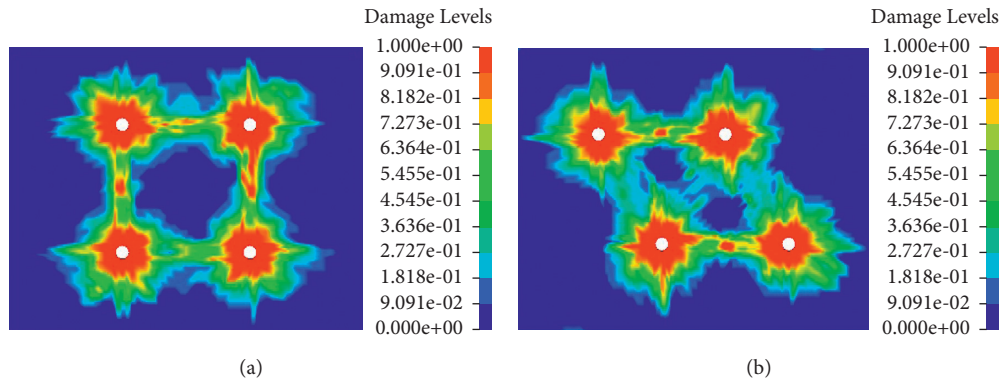 Damage Levels
1.000e+00
9.091e-01
8.182e-01
7.273e-01
6.364e-01
5.455e-01
4.545e-01
3.636e-01
2.727e-01
1.818e-01
9.091e-02
0.000e+00
(a)
Damage Levels
1.000e+00
9.091e-01
8.182e-01
7.273e-01
6.364e-01
5.455e-01
4.545e-01
3.636e-01
2.727e-01
1.818e-01
9.091e-02
0.000e+00
(b)